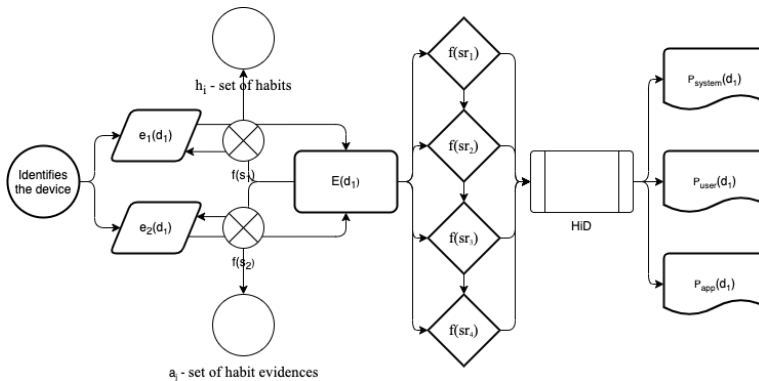 h_i - set of habits
Identifies
the device
e_1(d_1)
e_2(d_1)
f(s_1)
f(s_2)
a_i - set of habit evidences
E(d_1)
f(sr_1)
f(sr_2)
f(sr_3)
f(sr_4)
HiD
P_system(d_1)
P_user(d_1)
P_app(d_1)